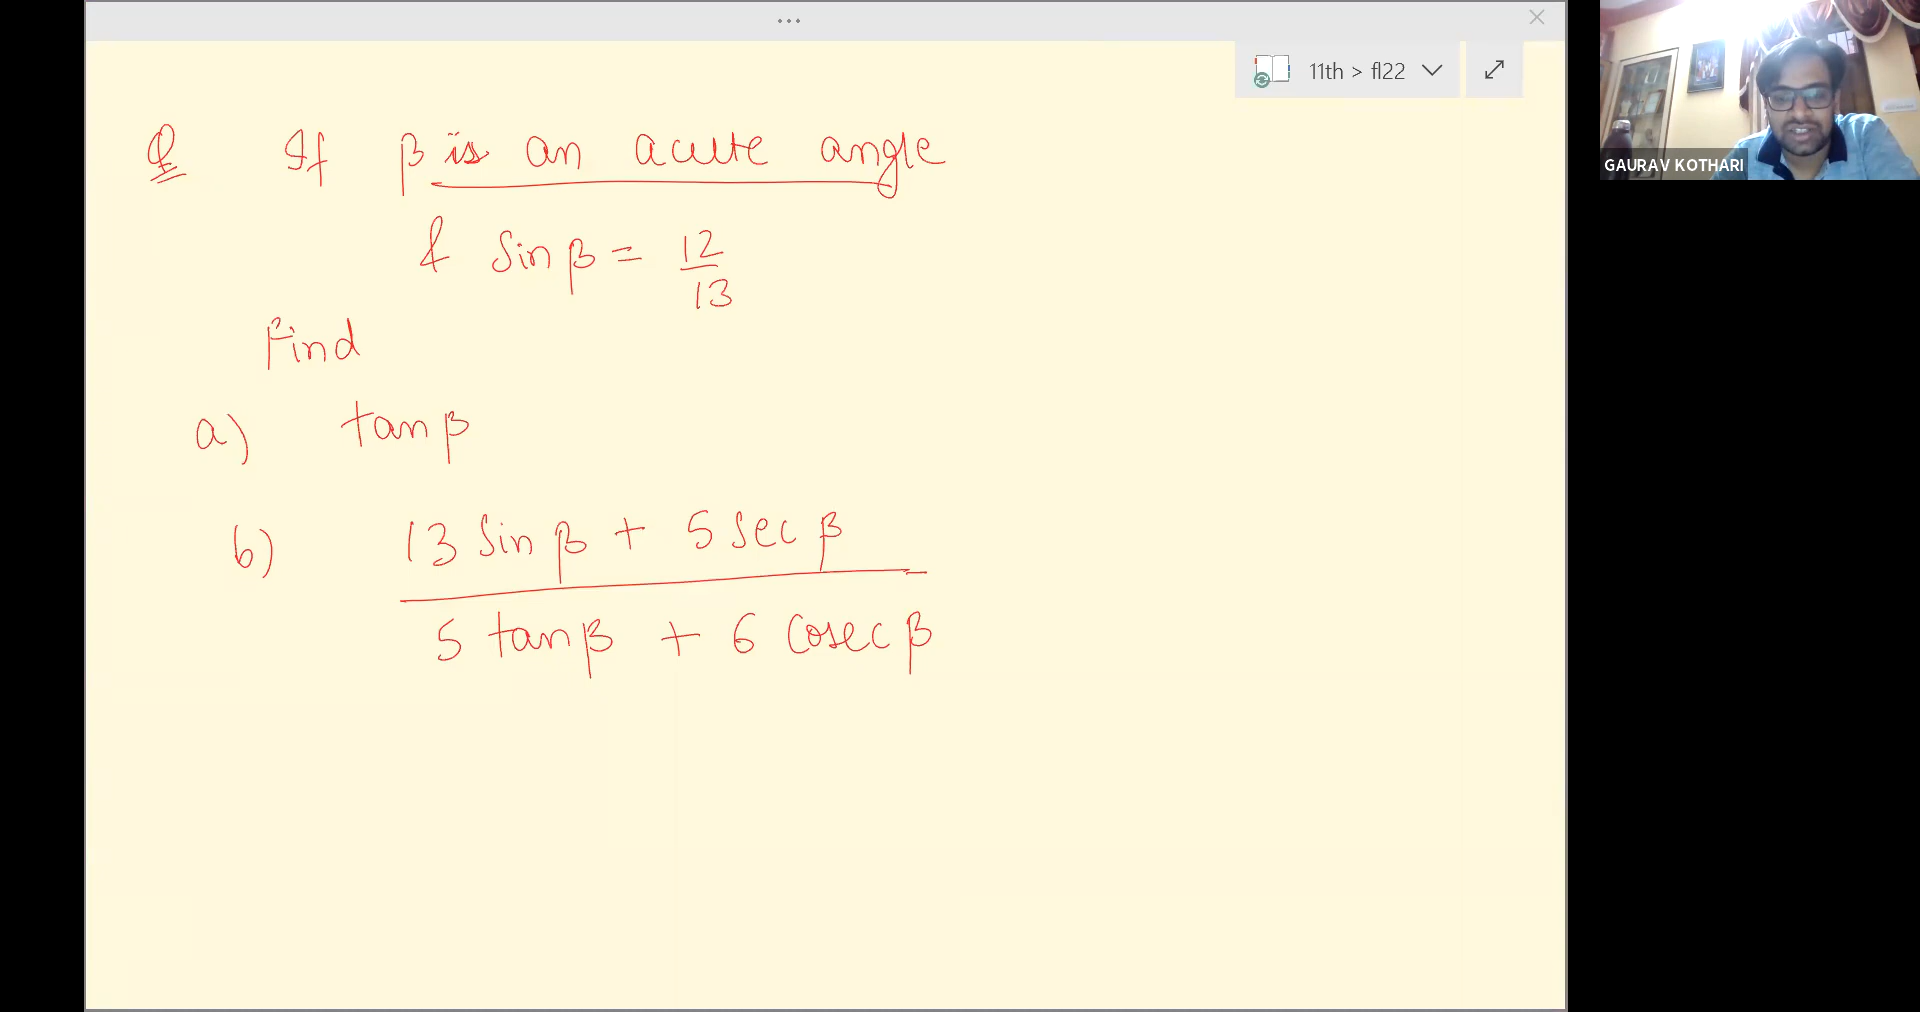 11th > fl22
Q If β is an acute angle
& Sin β = 12/13
Find
a) tan β
b) 13 Sin β + 5 sec β
5 tan β + 6 Cosec β
GAURAV KOTHARI